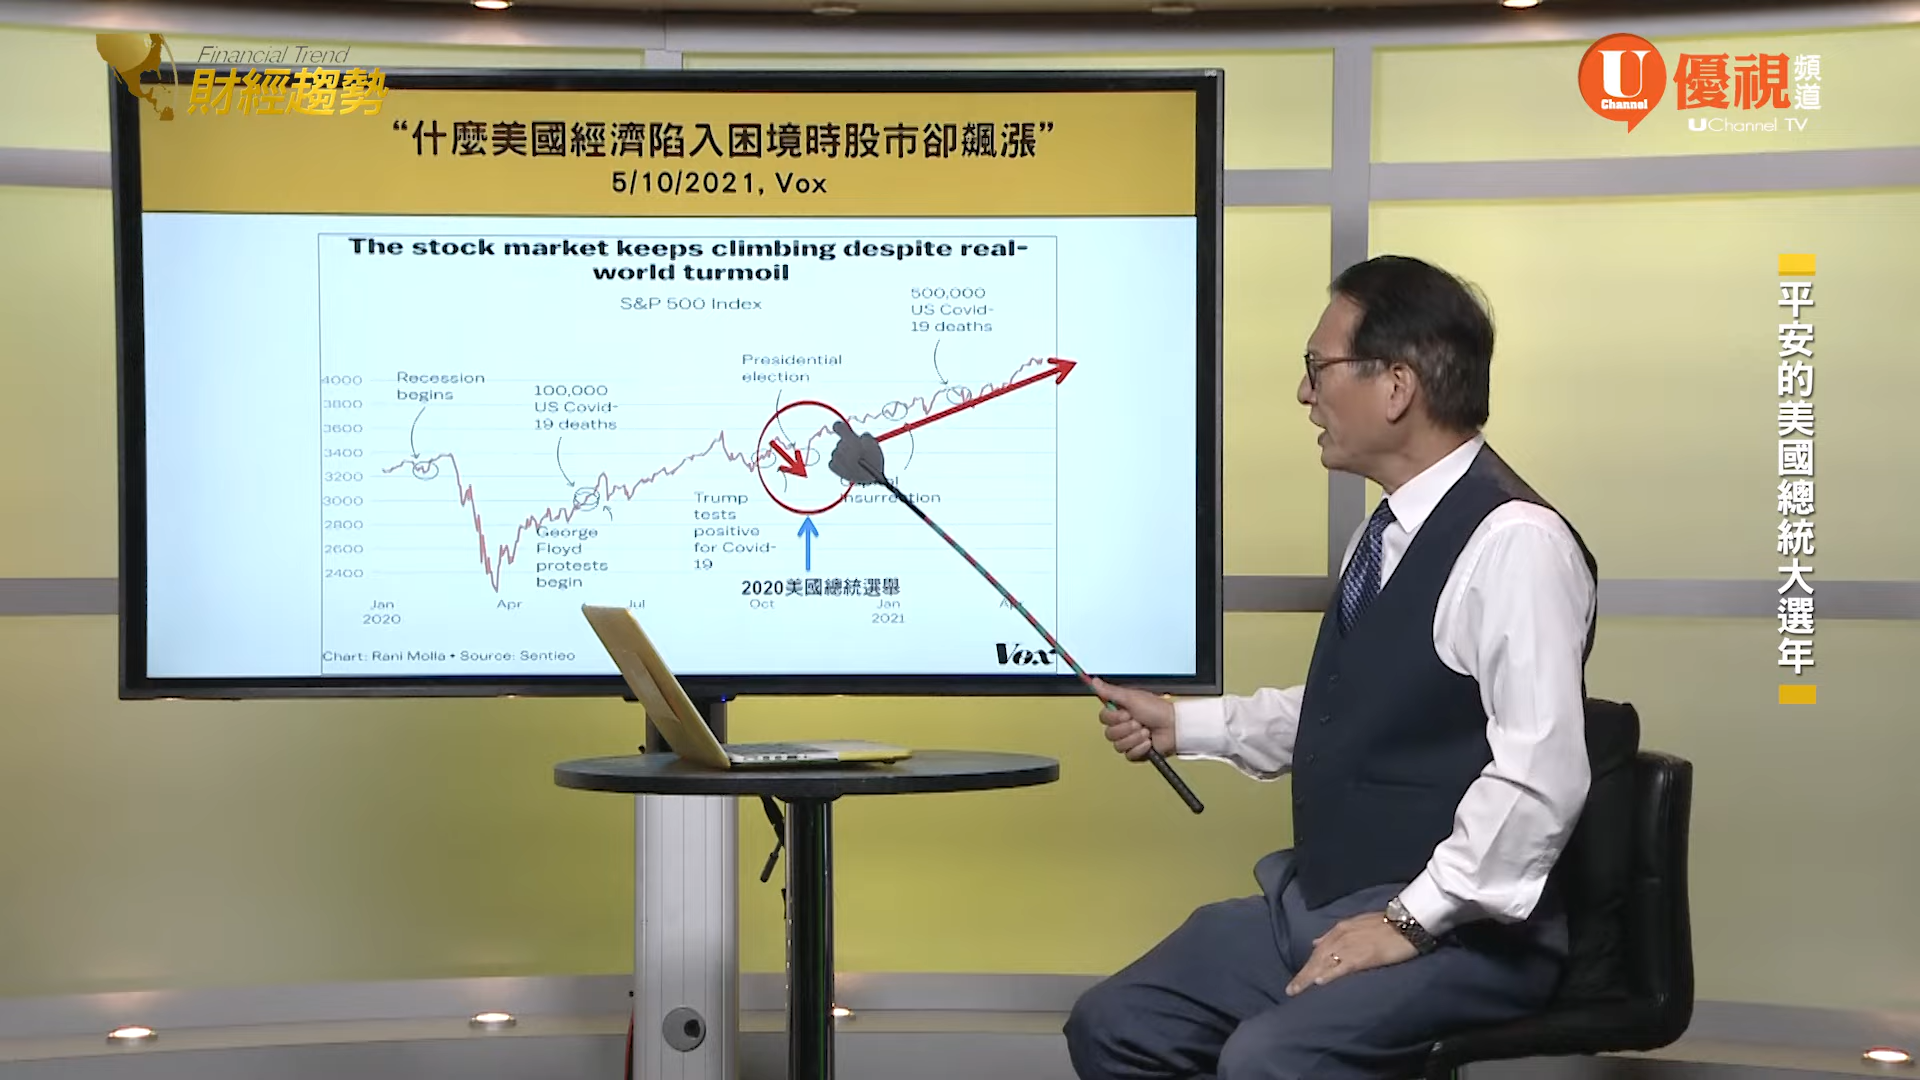 Financial Trend
財經趨勢
U
Channel
優視
頻道
UChannel TV
“什麼美國經濟陷入困境時股市卻飆漲”
5/10/2021, Vox
The stock market keeps climbing despite real-
world turmoil
S&P 500 Index
500,000
US Covid-
19 deaths
Presidential
election
Recession
begins
100,000
US Covid-
19 deaths
4000
3800
3600
3400
3200
3000
2800
2600
2400
George
Floyd
protests
begin
Trump
tests
positive
for Covid-
19
insurrection
2020美國總統選舉
Jan
2020
Apr
Jul
Oct
Jan
2021
Chart: Rani Molla • Source: Sentieo
Vox
平安的美國總統大選年